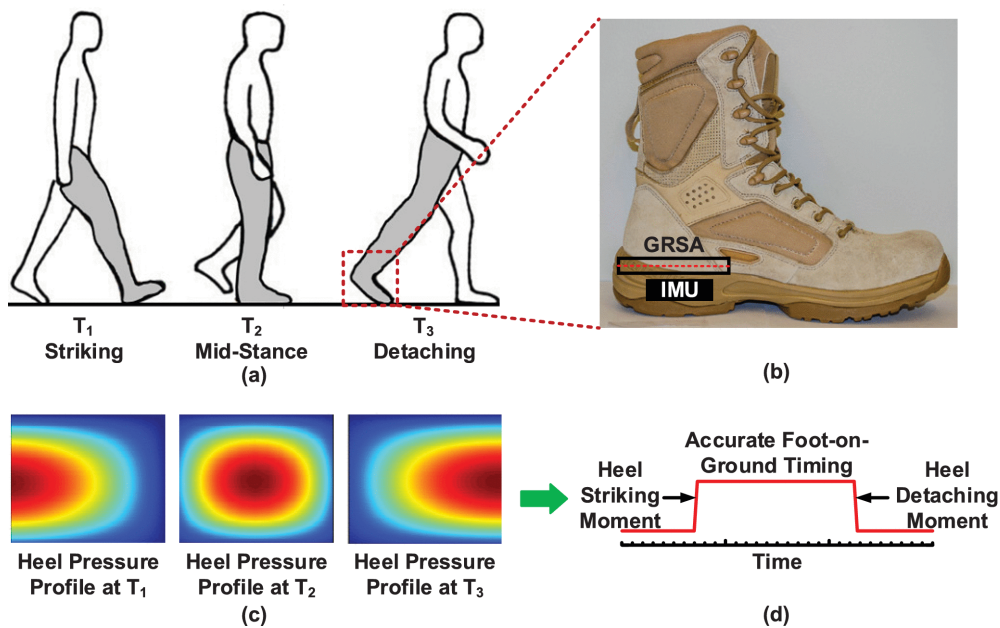 T₁
Striking
T₂
Mid-Stance
T₃
Detaching
(a)
GRSA
IMU
(b)
Heel Pressure
Profile at T₁
Heel Pressure
Profile at T₂
Heel Pressure
Profile at T₃
(c)
Accurate Foot-on-
Ground Timing
Heel
Striking
Moment
Heel
Detaching
Moment
Time
(d)